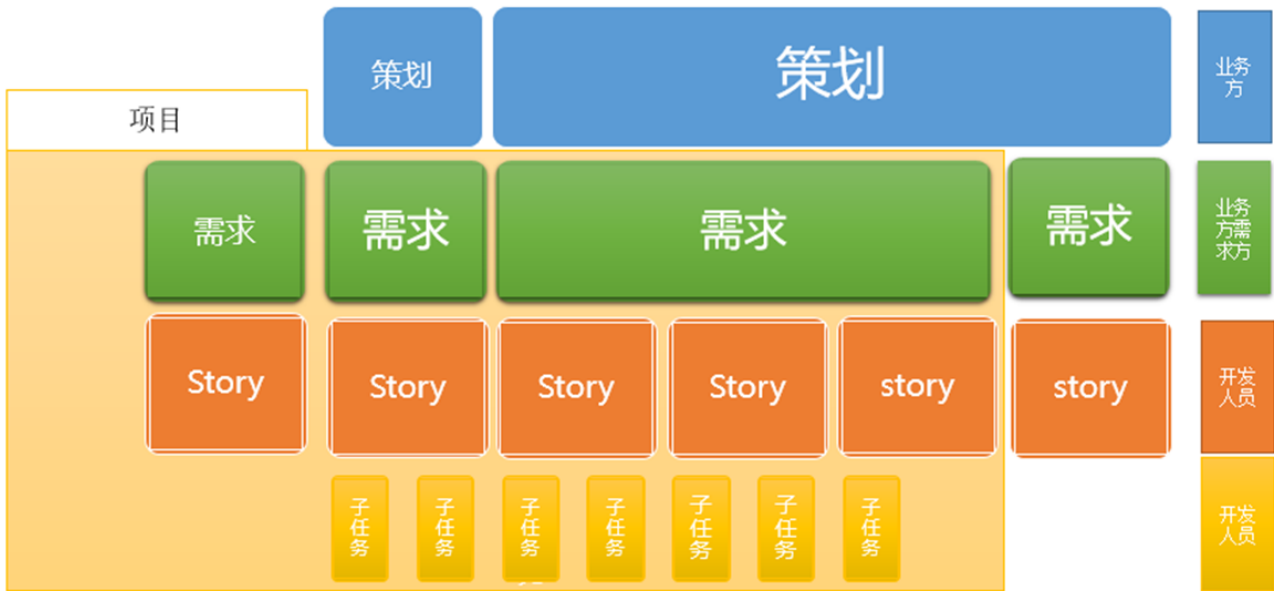 策划
策划
业务
方
项目
需求
需求
需求
需求
业务
方需
求方
Story
Story
Story
Story
story
story
开发
人员
子
任
务
子
任
务
子
任
务
子
任
务
子
任
务
子
任
务
子
任
务
开发
人员